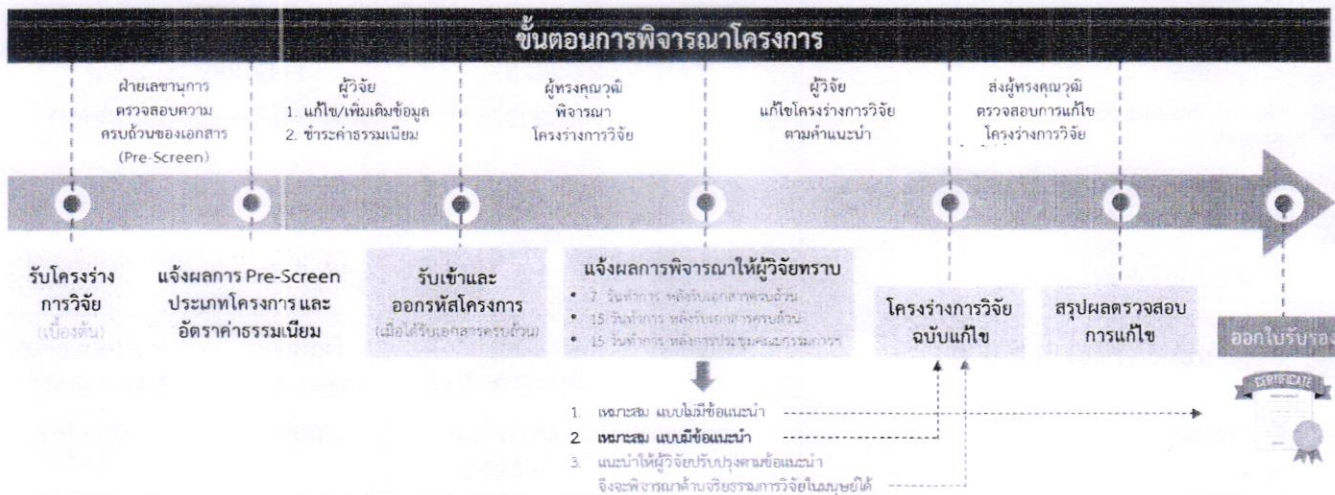 ขั้นตอนการพิจารณาโครงการ
ฝ่ายเลขานุการ
ตรวจสอบความ
ครบถ้วนของเอกสาร
(Pre-Screen)
ผู้วิจัย
1. แก้ไข/เพิ่มเติมข้อมูล
2. ชำระค่าธรรมเนียม
ผู้ทรงคุณวุฒิ
พิจารณา
โครงร่างการวิจัย
ผู้วิจัย
แก้ไขโครงร่างการวิจัย
ตามคำแนะนำ
ส่งผู้ทรงคุณวุฒิ
ตรวจสอบการแก้ไข
โครงร่างการวิจัย
รับโครงร่าง
การวิจัย
(เบื้องต้น)
แจ้งผลการ Pre-Screen
ประเภทโครงการ และ
อัตราค่าธรรมเนียม
รับเข้าและ
ออกรหัสโครงการ
(เมื่อได้รับเอกสารครบถ้วน)
แจ้งผลการพิจารณาให้ผู้วิจัยทราบ
• 7 วันทำการ หลังรับเอกสารครบถ้วน
• 15 วันทำการ หลังรับเอกสารครบถ้วน
• 15 วันทำการ หลังการประชุมคณะกรรมการฯ
โครงร่างการวิจัย
ฉบับแก้ไข
สรุปผลตรวจสอบ
การแก้ไข
ออกใบรับรอง
CERTIFICATE
1. เหมาะสม แบบไม่มีข้อแนะนำ
2. เหมาะสม แบบมีข้อแนะนำ
3. แนะนำให้ผู้วิจัยปรับปรุงตามข้อแนะนำ
จึงจะพิจารณาด้านจริยธรรมการวิจัยในมนุษย์ได้